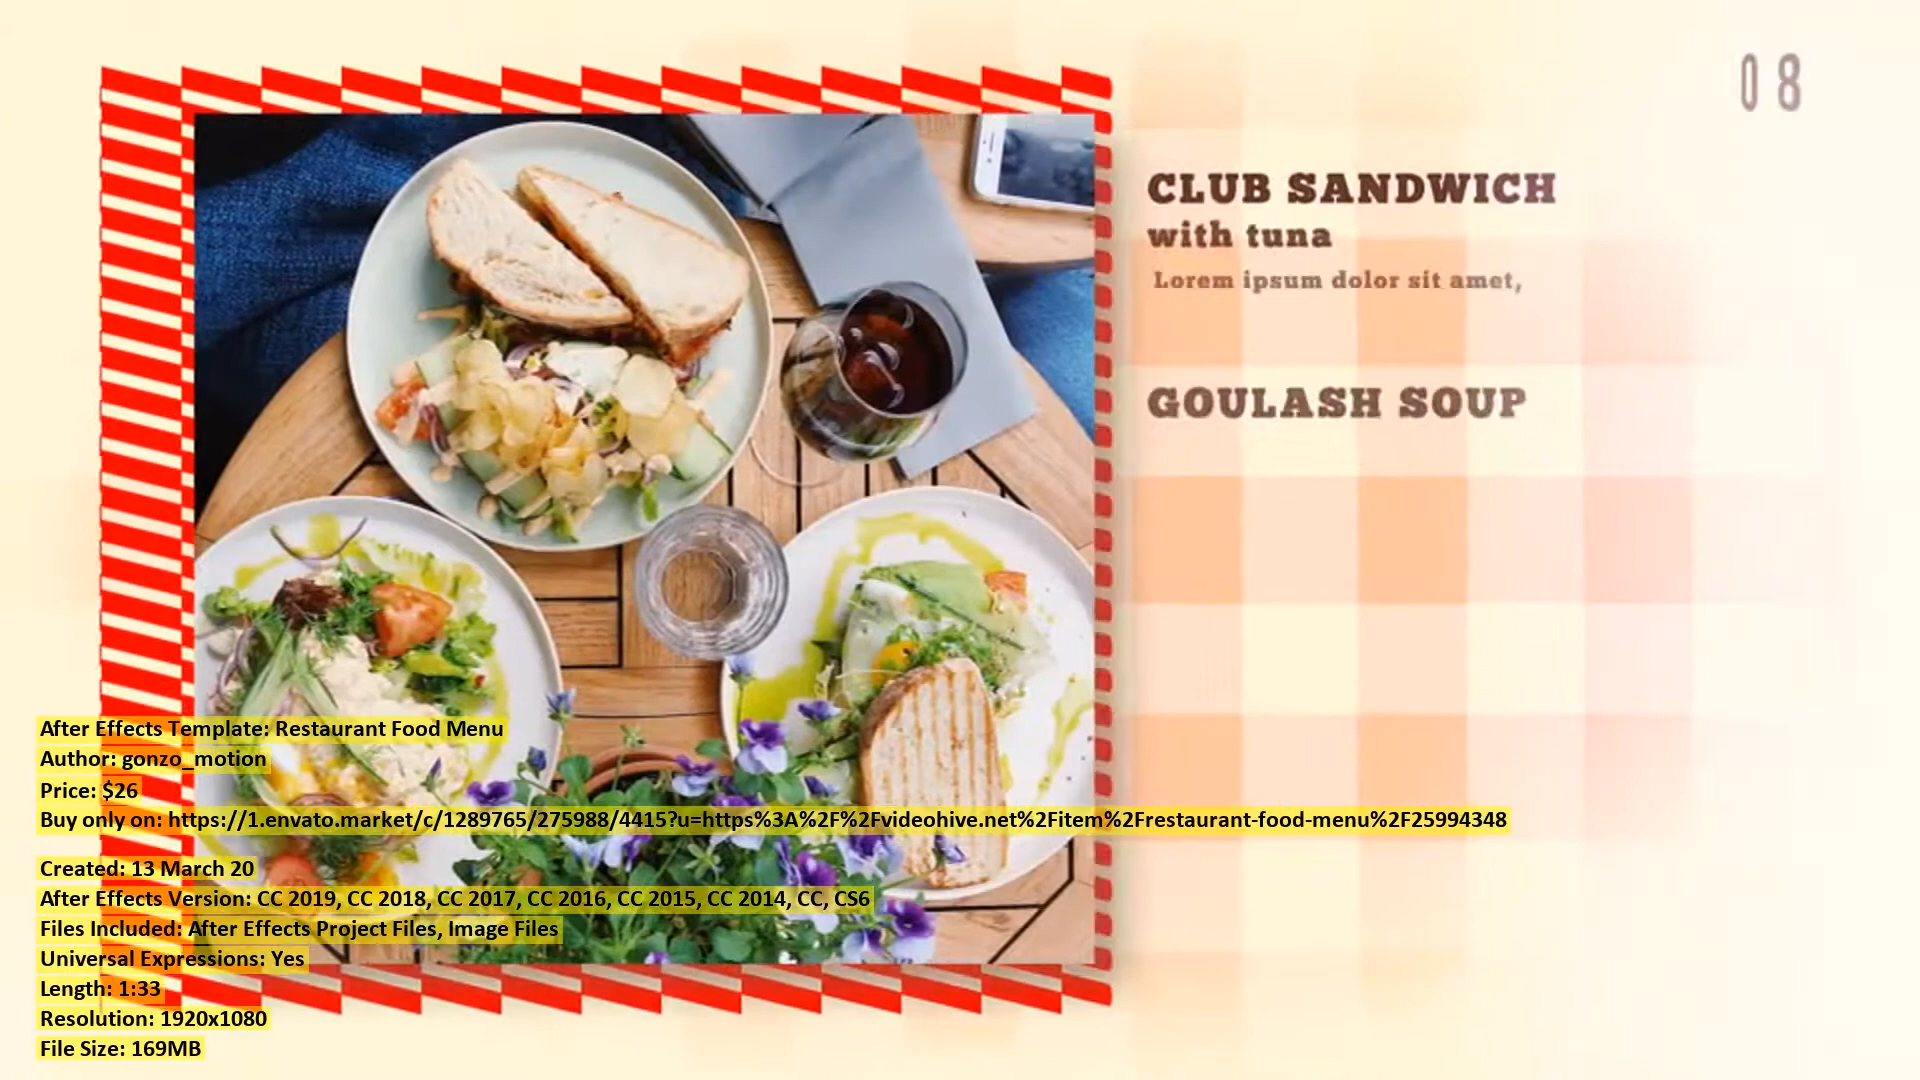 08
CLUB SANDWICH
with tuna
Lorem ipsum dolor sit amet,
GOULASH SOUP
After Effects Template: Restaurant Food Menu
Author: gonzo_motion
Price: $26
Buy only on: https://1.envato.market/c/1289765/275988/4415?u=https%3A%2F%2Fvideohive.net%2Fitem%2Frestaurant-food-menu%2F25994348
Created: 13 March 20
After Effects Version: CC 2019, CC 2018, CC 2017, CC 2016, CC 2015, CC 2014, CC, CS6
Files Included: After Effects Project Files, Image Files
Universal Expressions: Yes
Length: 1:33
Resolution: 1920x1080
File Size: 169MB